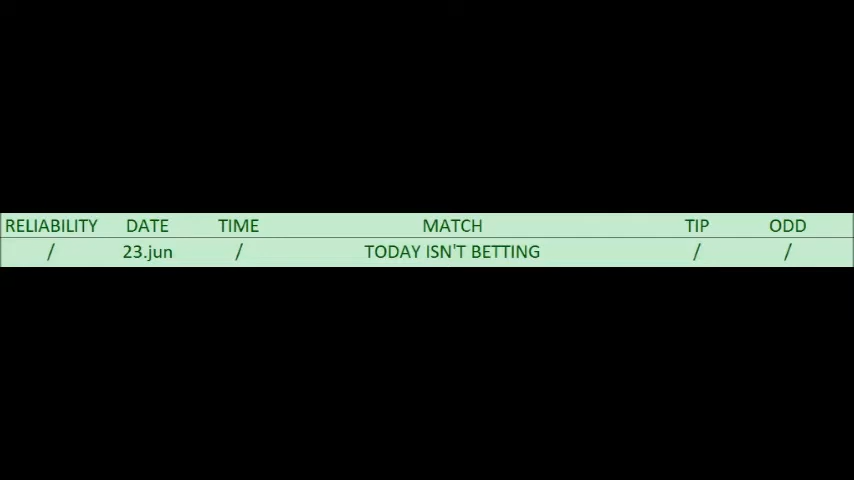 RELIABILITY DATE TIME MATCH TIP ODD
/ 23.jun / TODAY ISN'T BETTING / /